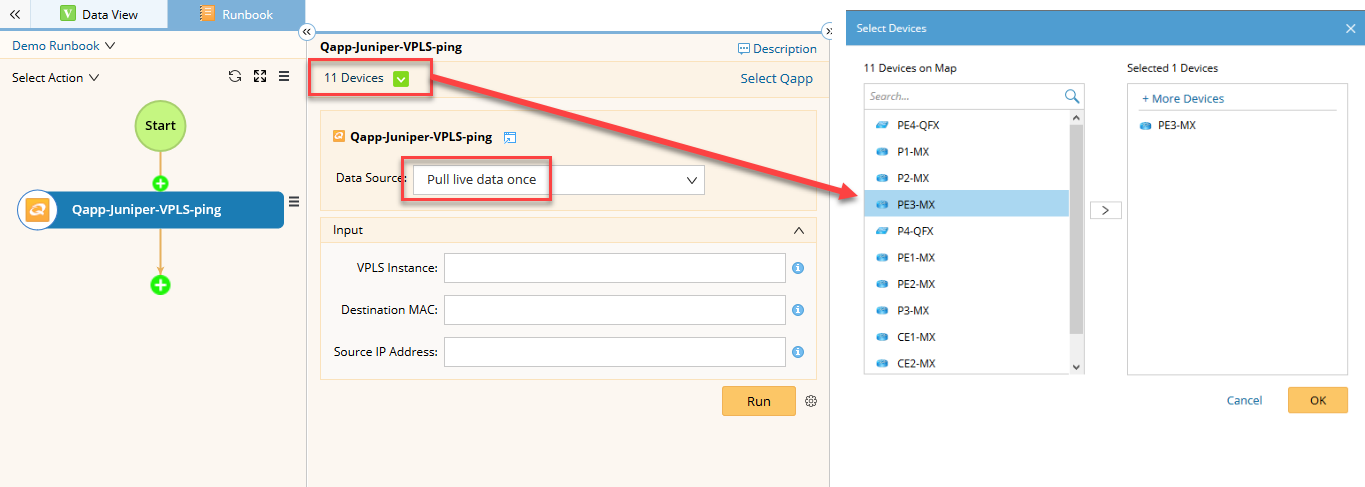 Data View
Runbook
Demo Runbook
Select Action
Start
Qapp-Juniper-VPLS-ping
Qapp-Juniper-VPLS-ping
Description
11 Devices
Select Qapp
Qapp-Juniper-VPLS-ping
Data Source:
Pull live data once
Input
VPLS Instance:
Destination MAC:
Source IP Address:
Run
Select Devices
11 Devices on Map
Selected 1 Devices
Search...
+ More Devices
PE4-QFX
PE3-MX
P1-MX
P2-MX
PE3-MX
P4-QFX
PE1-MX
PE2-MX
P3-MX
CE1-MX
CE2-MX
Cancel
OK